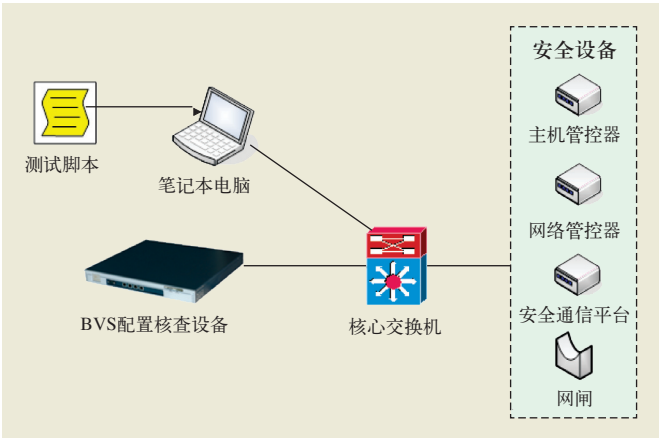 安全设备
主机管控器
测试脚本
笔记本电脑
网络管控器
BVS配置核查设备
核心交换机
安全通信平台
网闸